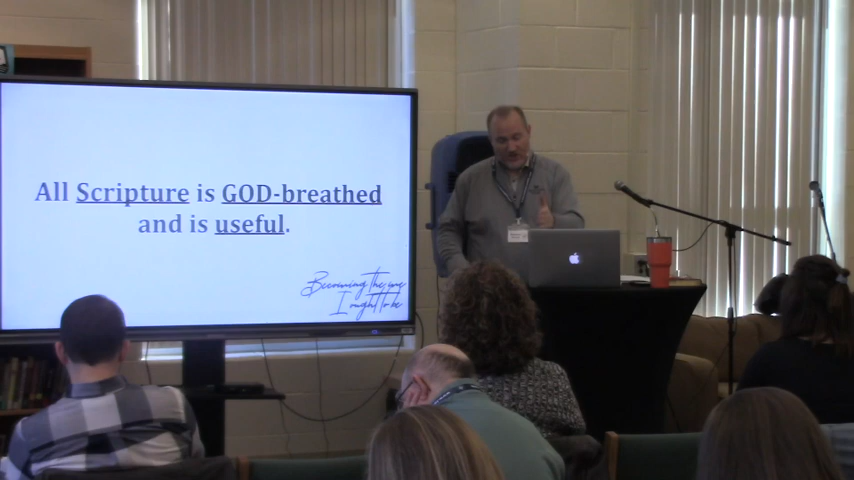 All Scripture is GOD-breathed
and is useful.
Becoming the one
I ought to be